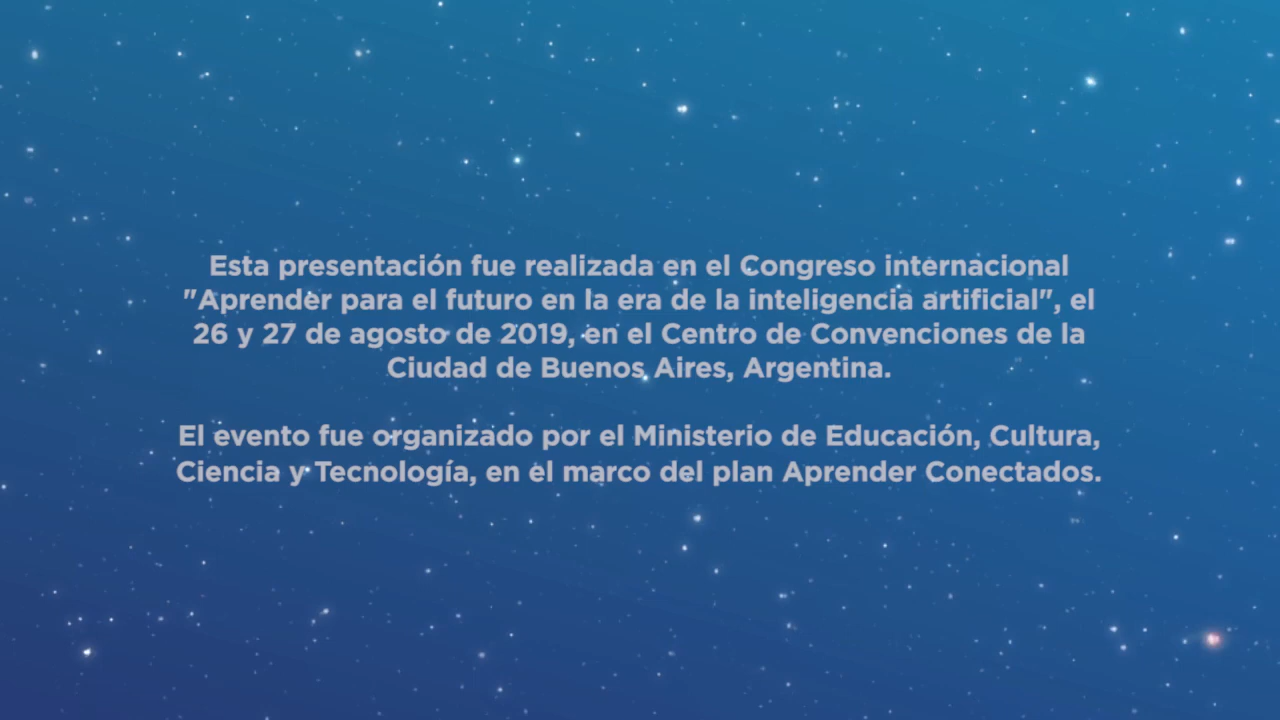 Esta presentación fue realizada en el Congreso internacional
"Aprender para el futuro en la era de la inteligencia artificial", el
26 y 27 de agosto de 2019, en el Centro de Convenciones de la
Ciudad de Buenos Aires, Argentina.
El evento fue organizado por el Ministerio de Educación, Cultura,
Ciencia y Tecnología, en el marco del plan Aprender Conectados.